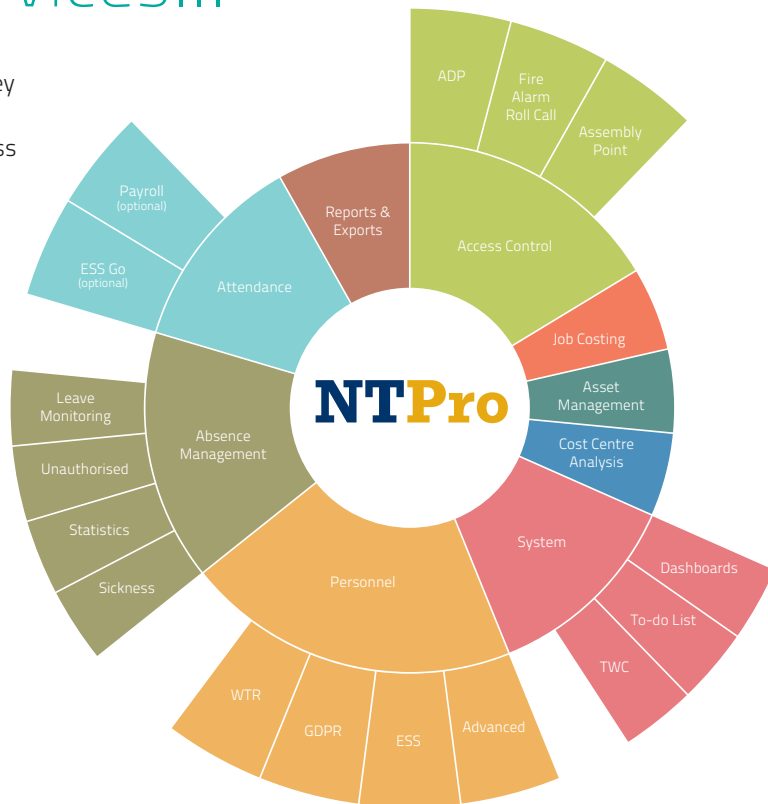 ADP
Fire
Alarm
Roll Call
Assembly
Point
Payroll
(optional)
ESS Go
(optional)
Reports &
Exports
Access Control
Attendance
Job Costing
Asset
Management
Cost Centre
Analysis
NTPro
Leave
Monitoring
Unauthorised
Statistics
Sickness
Absence
Management
System
Dashboards
To-do List
TWC
Personnel
WTR
GDPR
ESS
Advanced